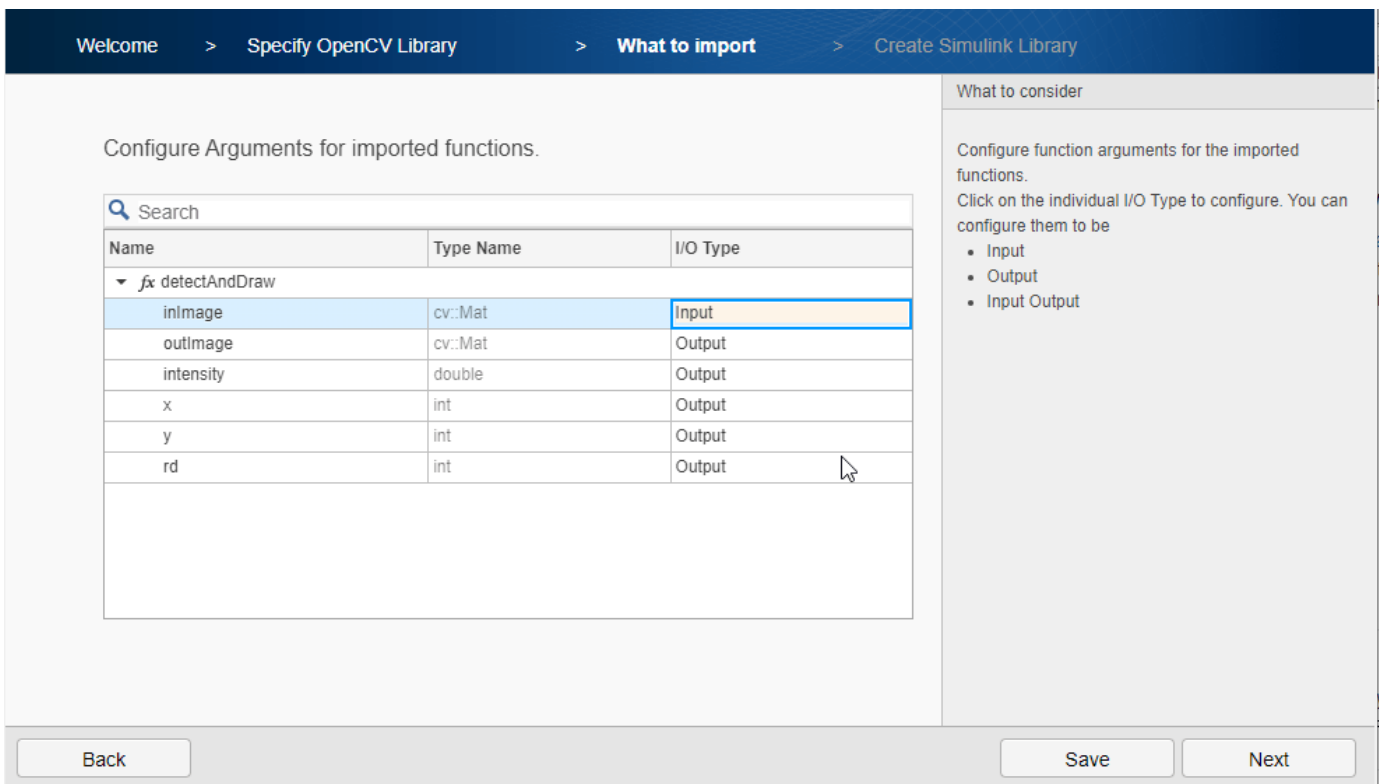 Welcome > Specify OpenCV Library > What to import > Create Simulink Library
What to consider
Configure Arguments for imported functions.
Search
Name Type Name I/O Type
fx detectAndDraw
inImage cv::Mat Input
outImage cv::Mat Output
intensity double Output
x int Output
y int Output
rd int Output
Configure function arguments for the imported
functions.
Click on the individual I/O Type to configure. You can
configure them to be
• Input
• Output
• Input Output
Back Save Next